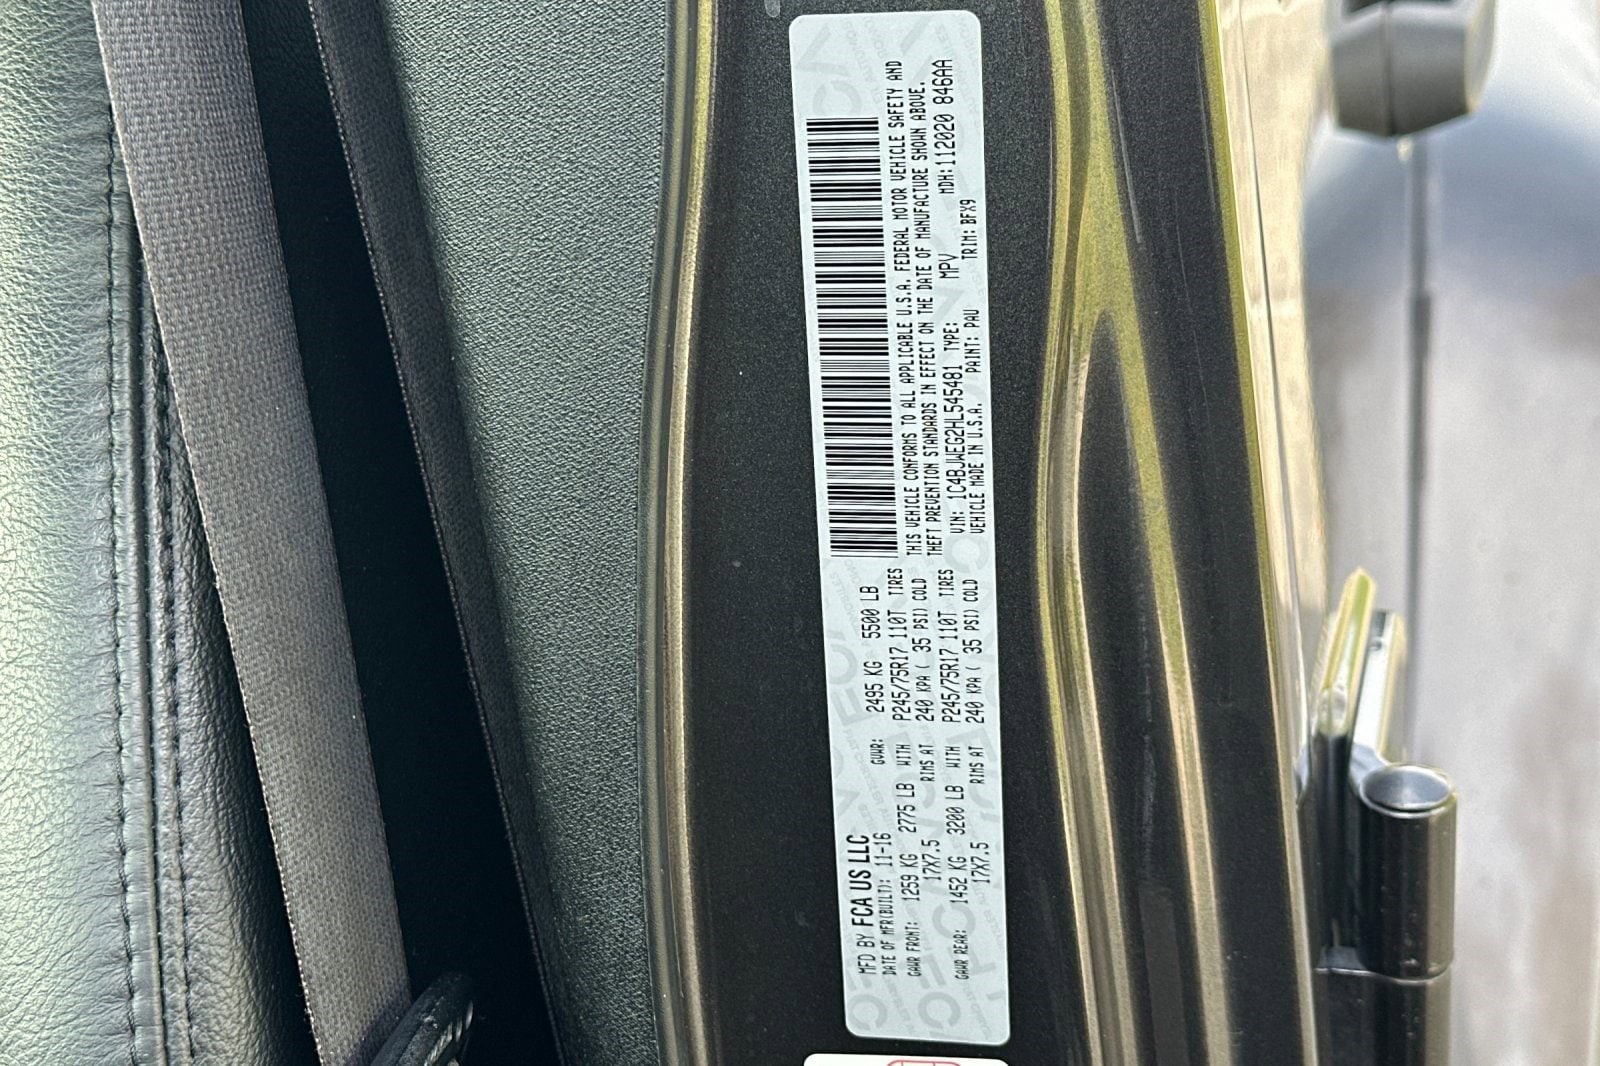 MFD BY FCA US LLC
DATE OF MFR(BUILT): 11-16 GVWR: 2495 KG 5500 LB
GAWR FRONT: 1259 KG 2775 LB WITH P245/75R17 110T TIRES
17X7.5 RIMS AT 240 KPA ( 35 PSI) COLD
GAWR REAR: 1452 KG 3200 LB WITH P245/75R17 110T TIRES
17X7.5 RIMS AT 240 KPA ( 35 PSI) COLD
THIS VEHICLE CONFORMS TO ALL APPLICABLE U.S.A. FEDERAL MOTOR VEHICLE SAFETY AND
THEFT PREVENTION STANDARDS IN EFFECT ON THE DATE OF MANUFACTURE SHOWN ABOVE.
VIN: 1C4BJWEG2HL545481 TYPE: MPV MDH:112020 846AA
VEHICLE MADE IN U.S.A. PAINT: PAU TRIM: BFX9